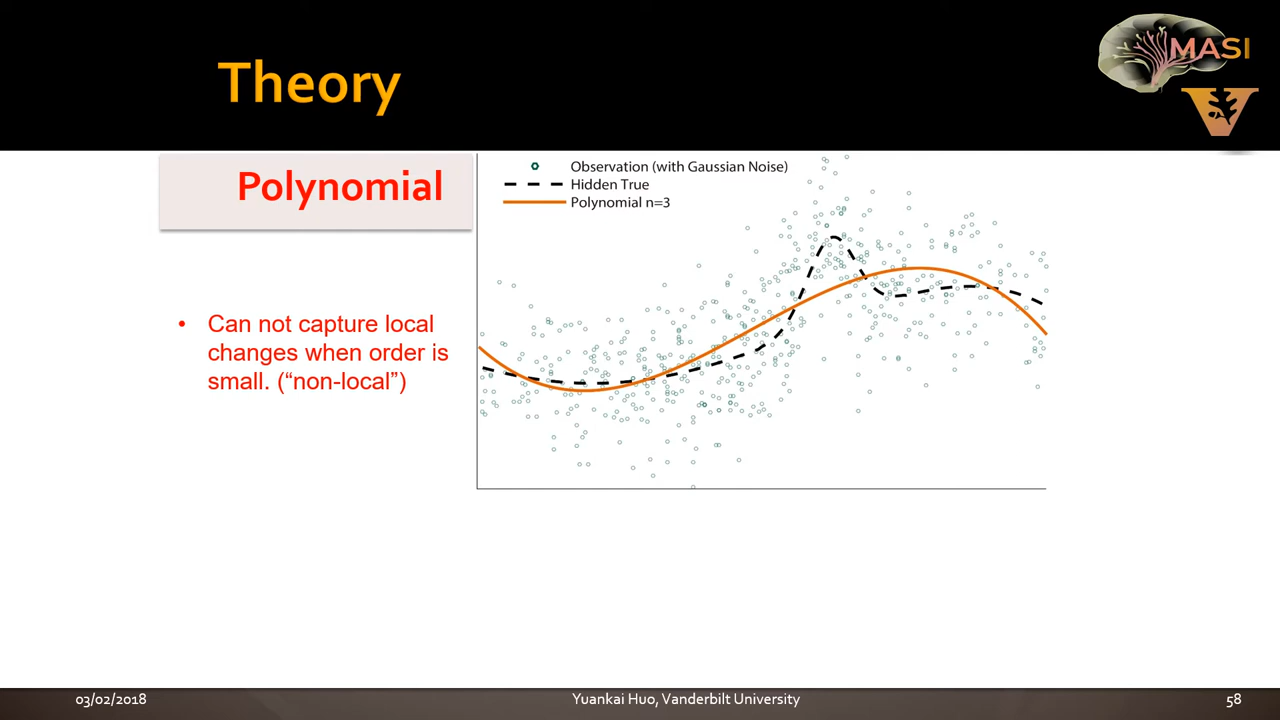 Theory
MASI
V
Polynomial
Observation (with Gaussian Noise)
Hidden True
Polynomial n=3
• Can not capture local
changes when order is
small. (“non-local”)
03/02/2018
Yuankai Huo, Vanderbilt University
58